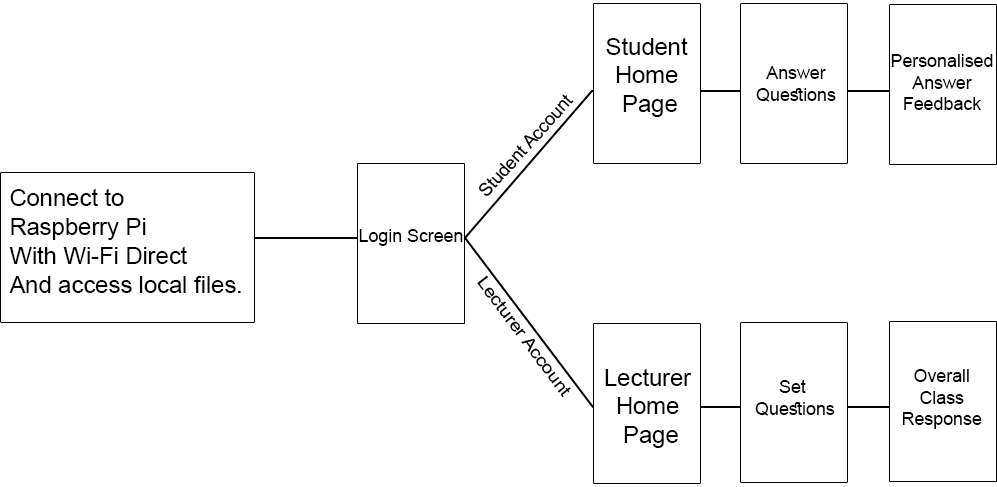 Connect to
Raspberry Pi
With Wi-Fi Direct
And access local files.
Login Screen
Student Account
Student
Home
Page
Answer
Questions
Personalised
Answer
Feedback
Lecturer Account
Lecturer
Home
Page
Set
Questions
Overall
Class
Response